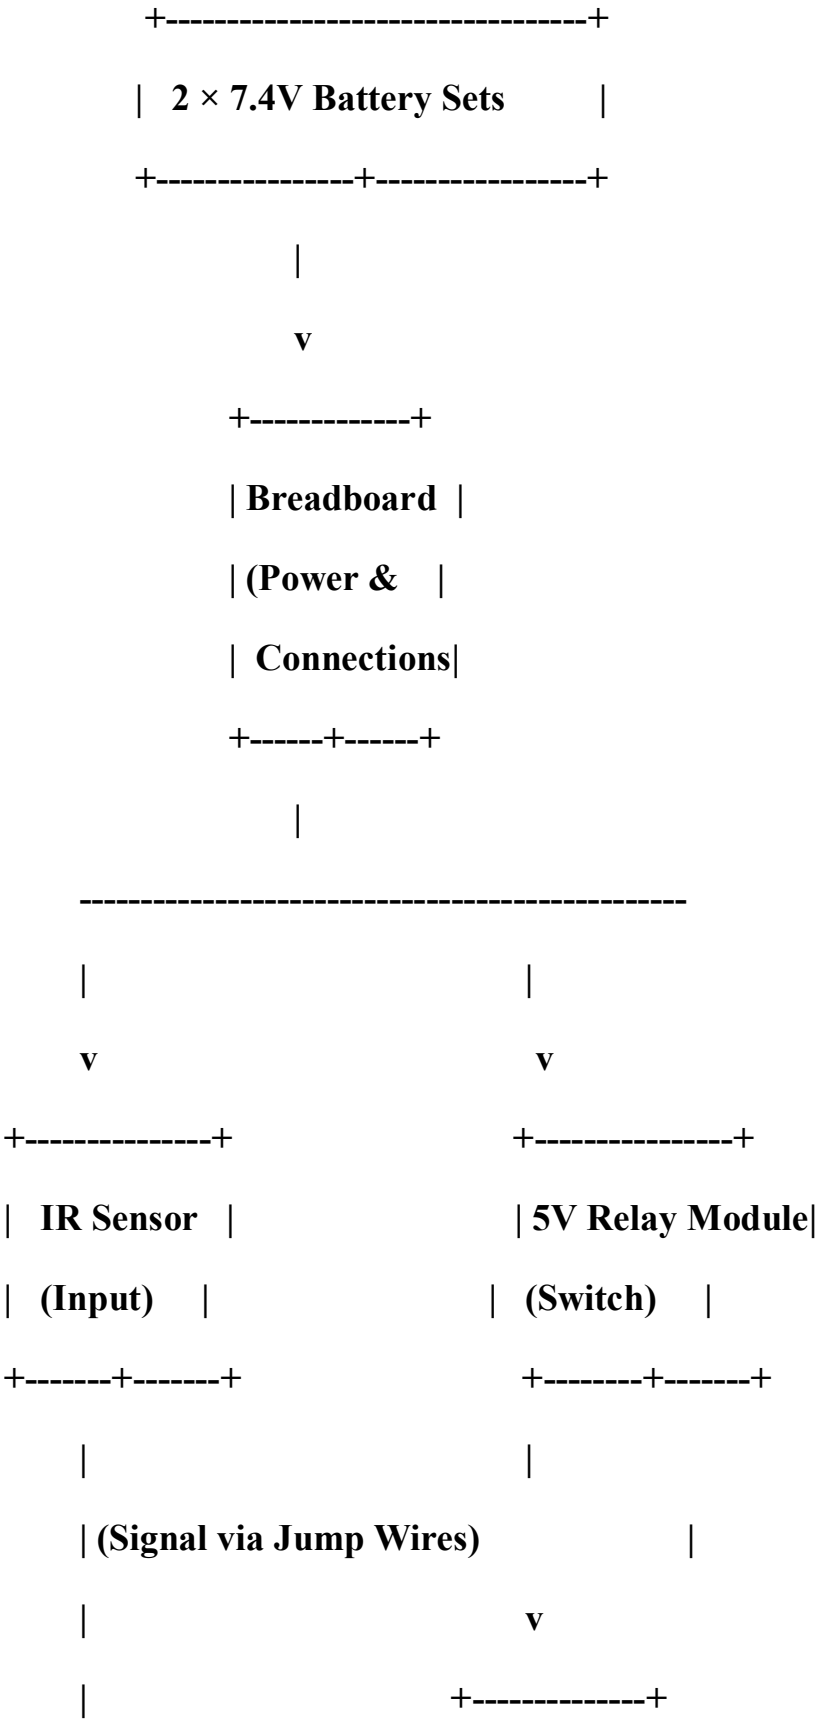 +----------------------------------+
| 2 × 7.4V Battery Sets |
+----------------+-----------------+
|
v
+-------------+
| Breadboard |
| (Power & |
| Connections|
+------+------+
|
-------------------------------------------------
| |
v v
+---------------+ +----------------+
| IR Sensor | | 5V Relay Module|
| (Input) | | (Switch) |
+-------+-------+ +--------+-------+
| |
| (Signal via Jump Wires) |
| v
| +--------------+